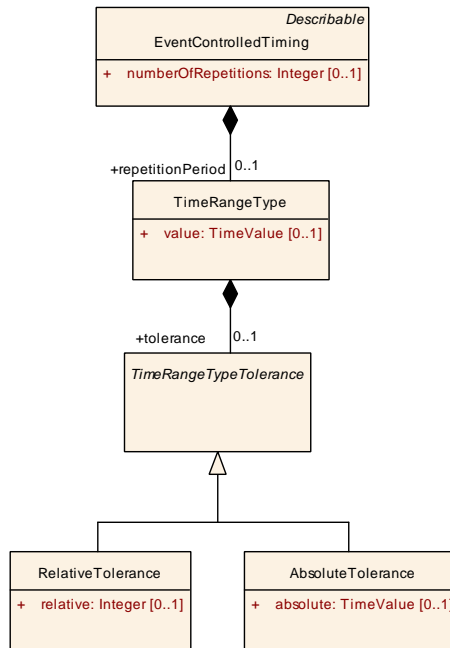 Describable
EventControlledTiming
+ numberOfRepetitions: Integer [0..1]
+repetitionPeriod 0..1
TimeRangeType
+ value: TimeValue [0..1]
+tolerance 0..1
TimeRangeTypeTolerance
RelativeTolerance
+ relative: Integer [0..1]
AbsoluteTolerance
+ absolute: TimeValue [0..1]